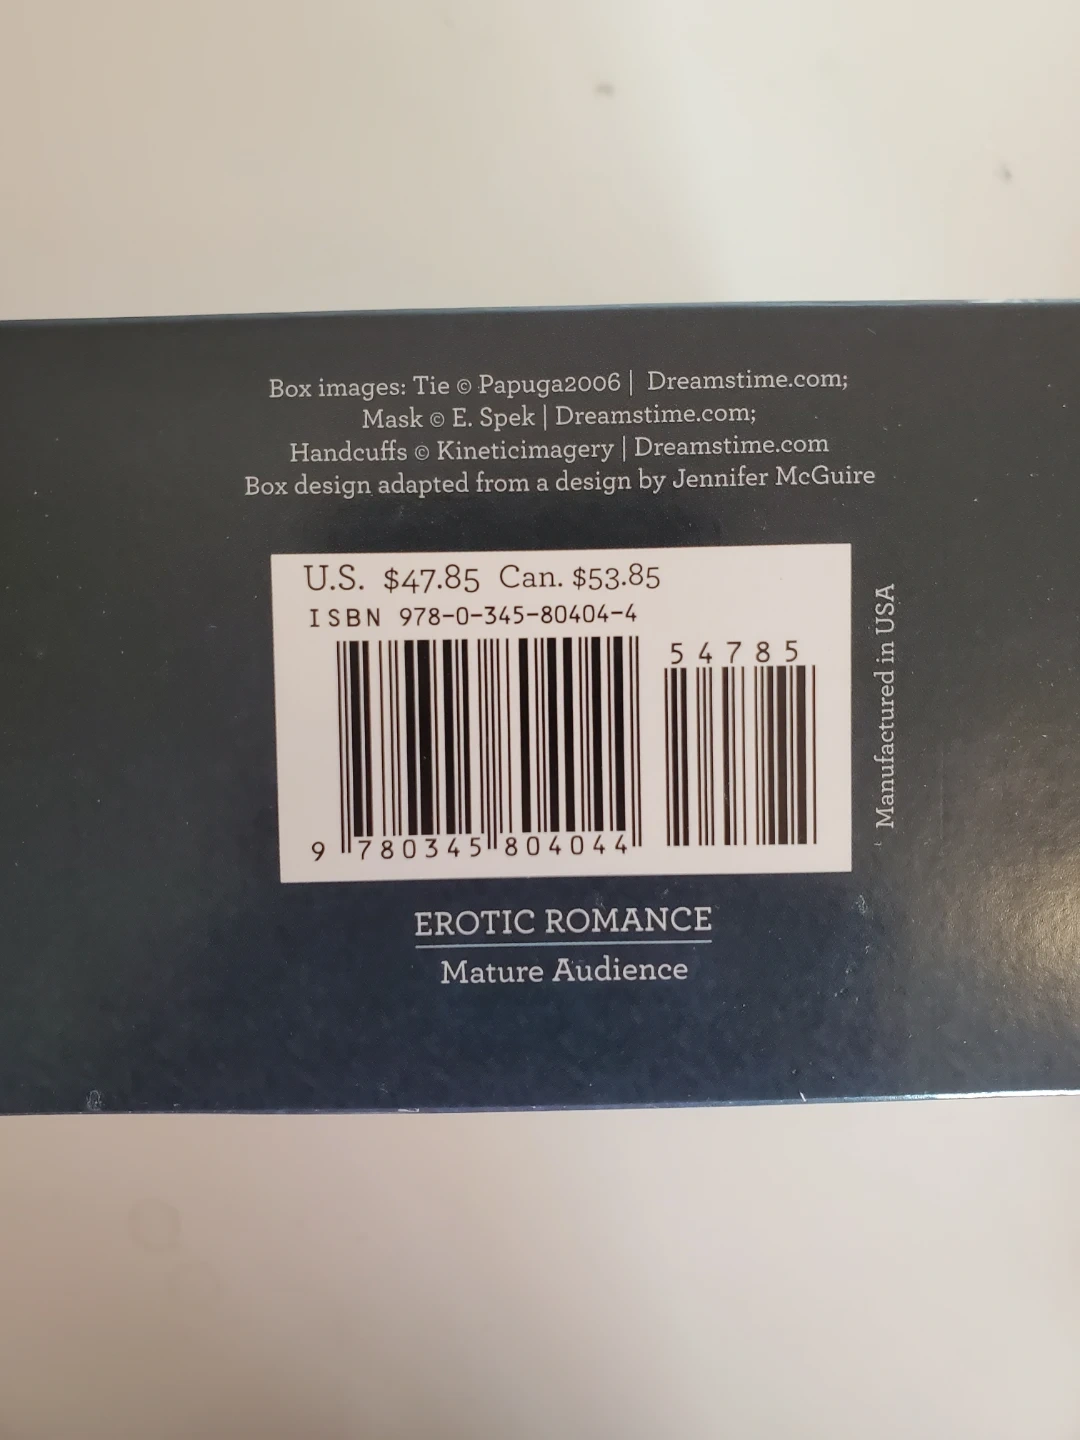 Box images: Tie © Papuga2006 | Dreamstime.com;
Mask © E. Spek | Dreamstime.com;
Handcuffs © Kineticimagery | Dreamstime.com
Box design adapted from a design by Jennifer McGuire
U.S. $47.85 Can. $53.85
ISBN 978-0-345-80404-4
54785
9 780345 804044
Manufactured in USA
EROTIC ROMANCE
Mature Audience